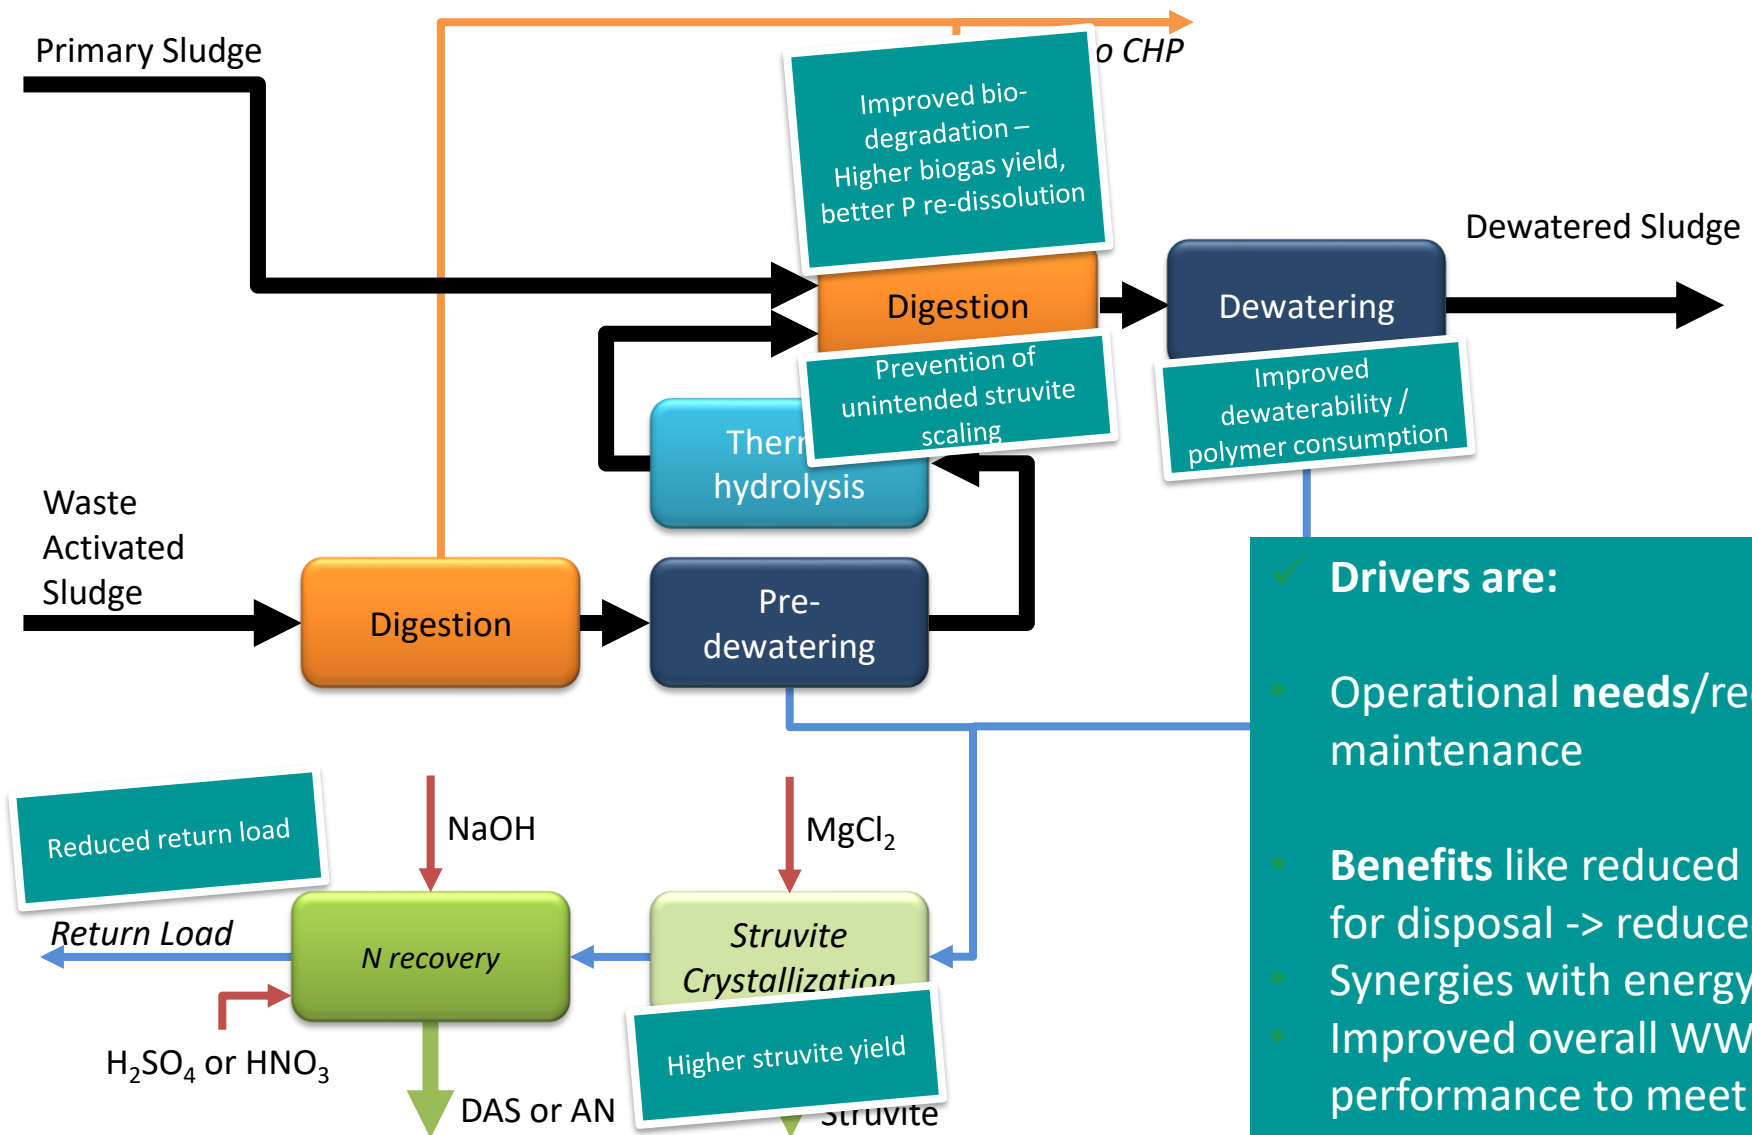 Primary Sludge
o CHP
Improved bio-
degradation –
Higher biogas yield,
better P re-dissolution
Dewatered Sludge
Digestion
Dewatering
Prevention of
unintended struvite
scaling
Improved
dewaterability /
polymer consumption
hydrolysis
Waste
Activated
Sludge
Digestion
Pre-
dewatering
✓ Drivers are:
• Operational needs/
maintenance
• Benefits like reduced
for disposal ->
• Synergies with energy
• Improved overall
performance to meet
Reduced return load
NaOH
MgCl₂
Return Load
N recovery
Struvite
Crystallization
H₂SO₄ or HNO₃
Higher struvite yield
DAS or AN
Struvite